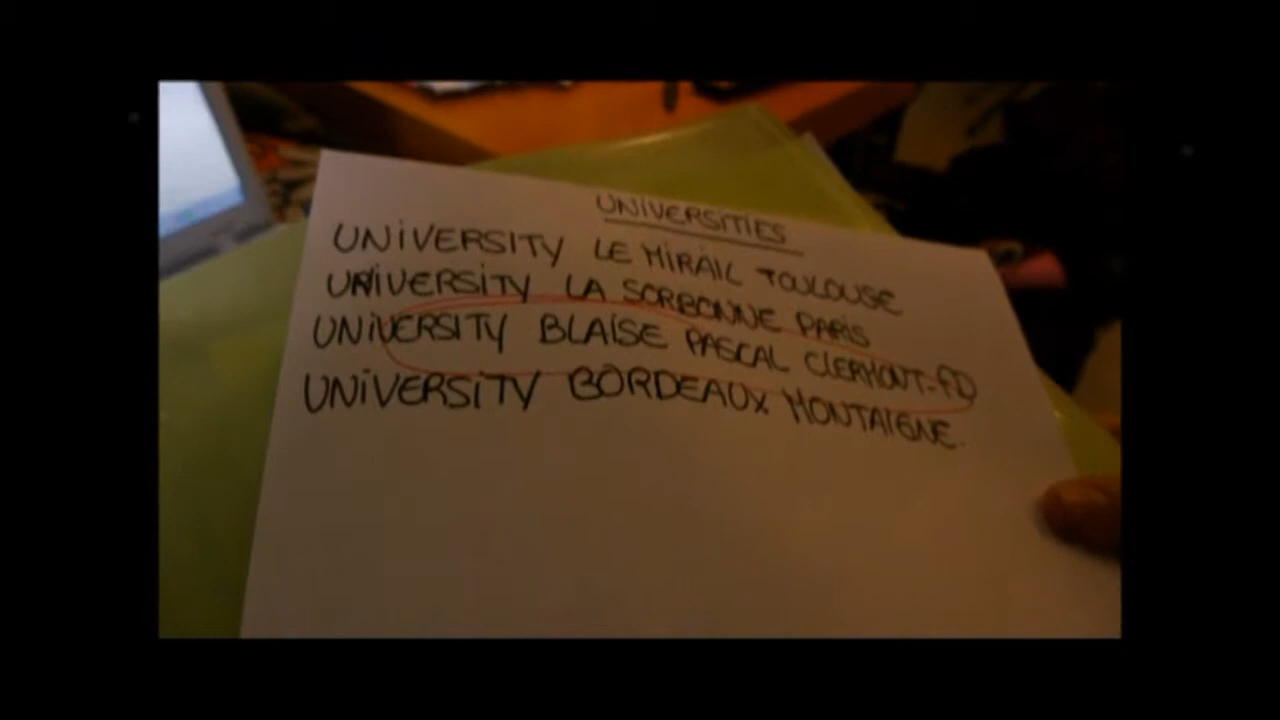 UNIVERSITIES
UNIVERSITY LE MIRAIL TOULOUSE
UNIVERSITY LA SORBONNE PARIS
UNIVERSITY BLAISE PASCAL CLERMONT-FD
UNIVERSITY BORDEAUX MONTAIGNE.